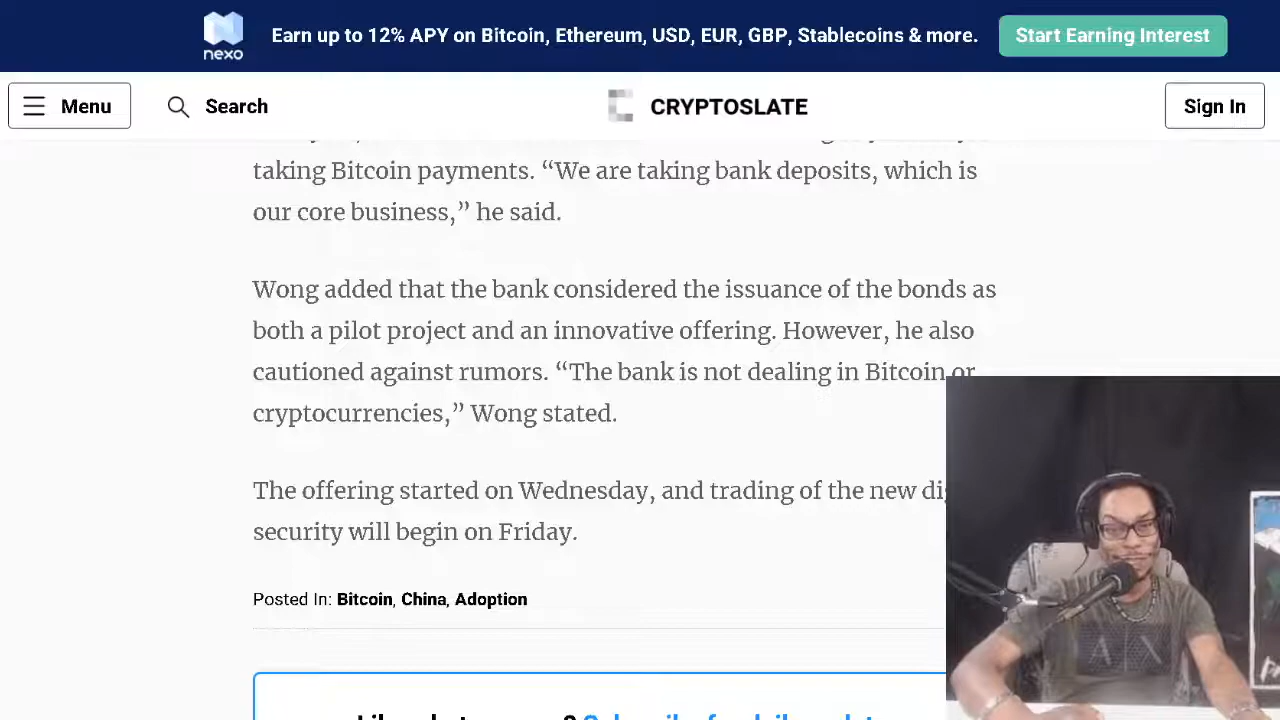 nexo
Earn up to 12% APY on Bitcoin, Ethereum, USD, EUR, GBP, Stablecoins & more.
Start Earning Interest
Menu
Search
CRYPTOSLATE
Sign In
taking Bitcoin payments. “We are taking bank deposits, which is
our core business,” he said.
Wong added that the bank considered the issuance of the bonds as
both a pilot project and an innovative offering. However, he also
cautioned against rumors. “The bank is not dealing in Bitcoin or
cryptocurrencies,” Wong stated.
The offering started on Wednesday, and trading of the new
security will begin on Friday.
Posted In: Bitcoin, China, Adoption
A|X